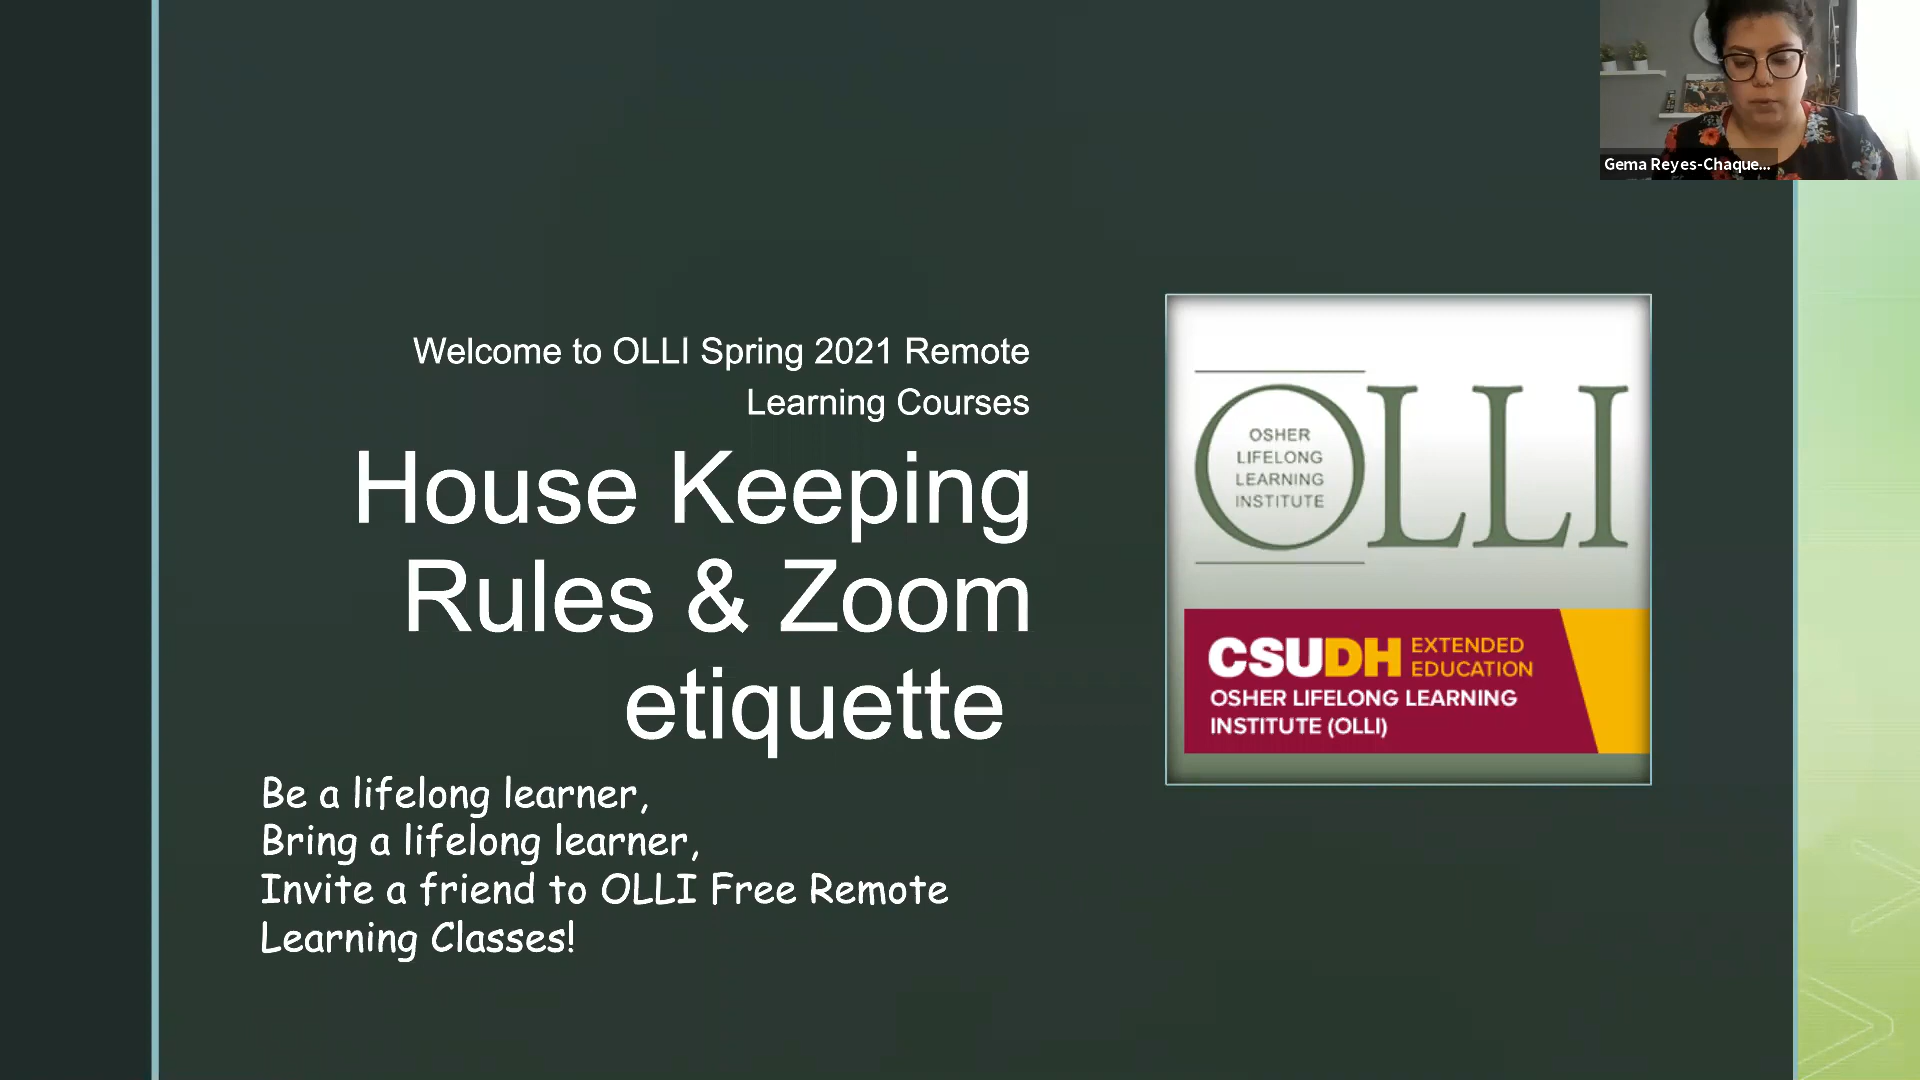 Gema Reyes-Chaque...
Welcome to OLLI Spring 2021 Remote
Learning Courses
House Keeping
Rules & Zoom
etiquette
Be a lifelong learner,
Bring a lifelong learner,
Invite a friend to OLLI Free Remote
Learning Classes!
OLLI
OSHER
LIFELONG
LEARNING
INSTITUTE
CSUDH EXTENDED
EDUCATION
OSHER LIFELONG LEARNING
INSTITUTE (OLLI)